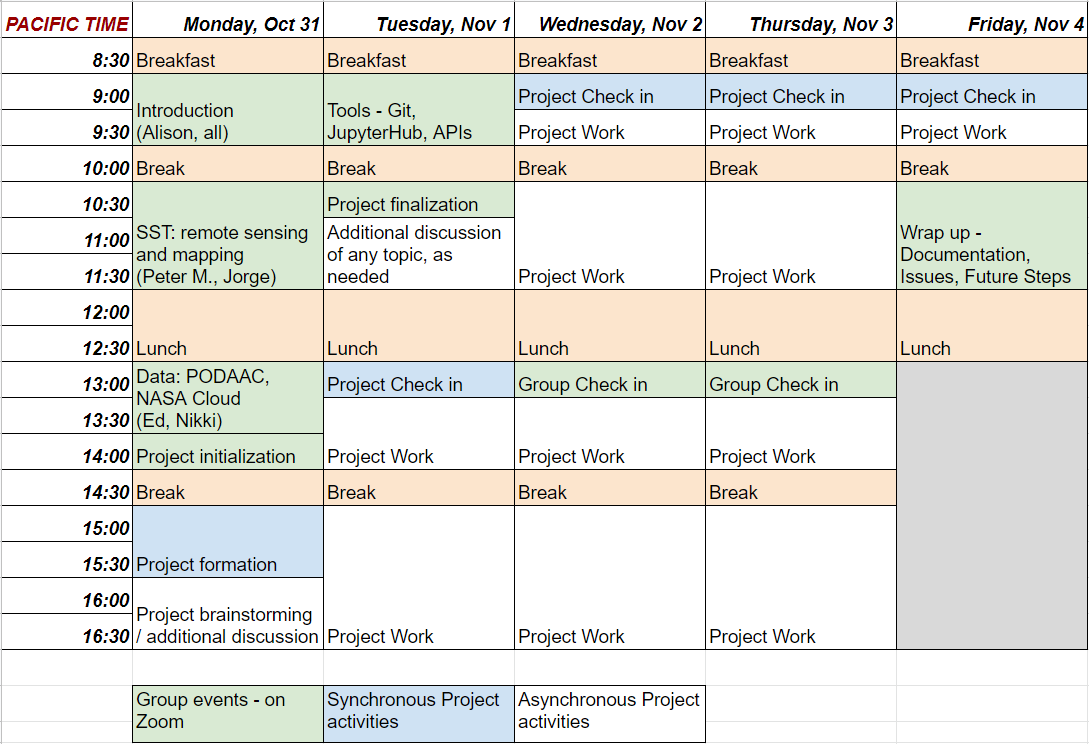 PACIFIC TIME Monday, Oct 31 Tuesday, Nov 1 Wednesday, Nov 2 Thursday, Nov 3 Friday, Nov 4
8:30 Breakfast Breakfast Breakfast Breakfast Breakfast
9:00 Project Check in Project Check in Project Check in
Introduction Tools - Git,
9:30 (Alison, all) JupyterHub, APIs Project Work Project Work Project Work
10:00 Break Break Break Break Break
10:30 Project finalization
11:00 SST: remote sensing Additional discussion Wrap up -
and mapping of any topic, as Documentation,
11:30 (Peter M., Jorge) needed Project Work Project Work Issues, Future Steps
12:00
12:30 Lunch Lunch Lunch Lunch Lunch
13:00 Data: PODAAC, Project Check in Group Check in Group Check in
NASA Cloud
13:30 (Ed, Nikki)
14:00 Project initialization Project Work Project Work Project Work
14:30 Break Break Break Break
15:00
15:30 Project formation
16:00 Project brainstorming
16:30 / additional discussion Project Work Project Work Project Work
Group events - on Synchronous Project Asynchronous Project
Zoom activities activities